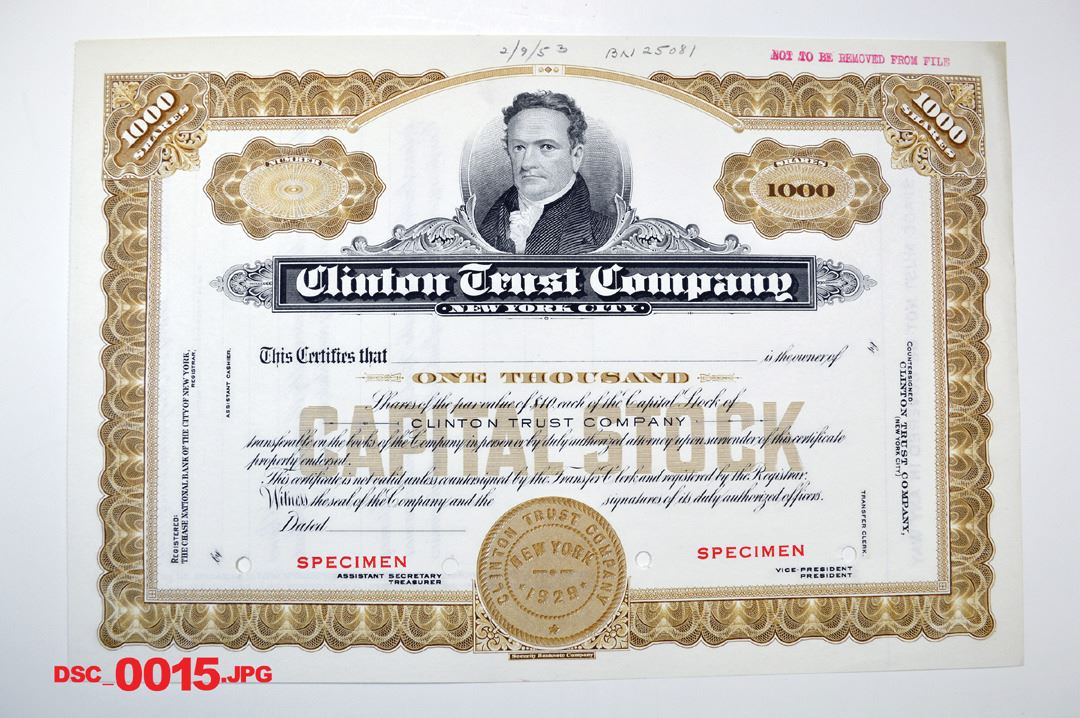 2/9/53 BN 25081
NOT TO BE REMOVED FROM FILE
1000
SHARES
1000
SHARES
NUMBER
SHARES
1000
Clinton Trust Company
NEW YORK CITY
This Certifies that is the owner of
ONE THOUSAND
CAPITAL STOCK
Shares of the par value of $10. each of the Capital Stock of
CLINTON TRUST COMPANY
transferable on the books of the Company in person or by duly authorized attorney upon surrender of this certificate
properly endorsed.
This certificate is not valid unless countersigned by the Transfer Clerk and registered by the Registrar.
Witness the seal of the Company and the signatures of its duly authorized officers.
Dated
REGISTERED:
THE CHASE NATIONAL BANK OF THE CITY OF NEW YORK,
REGISTRAR,
By
ASSISTANT CASHIER.
COUNTERSIGNED:
CLINTON TRUST COMPANY,
(NEW YORK CITY)
By
TRANSFER CLERK.
SPECIMEN
ASSISTANT SECRETARY
TREASURER
CLINTON TRUST COMPANY
NEW YORK
1929
SPECIMEN
VICE-PRESIDENT
PRESIDENT
Security Banknote Company
DSC_0015.JPG